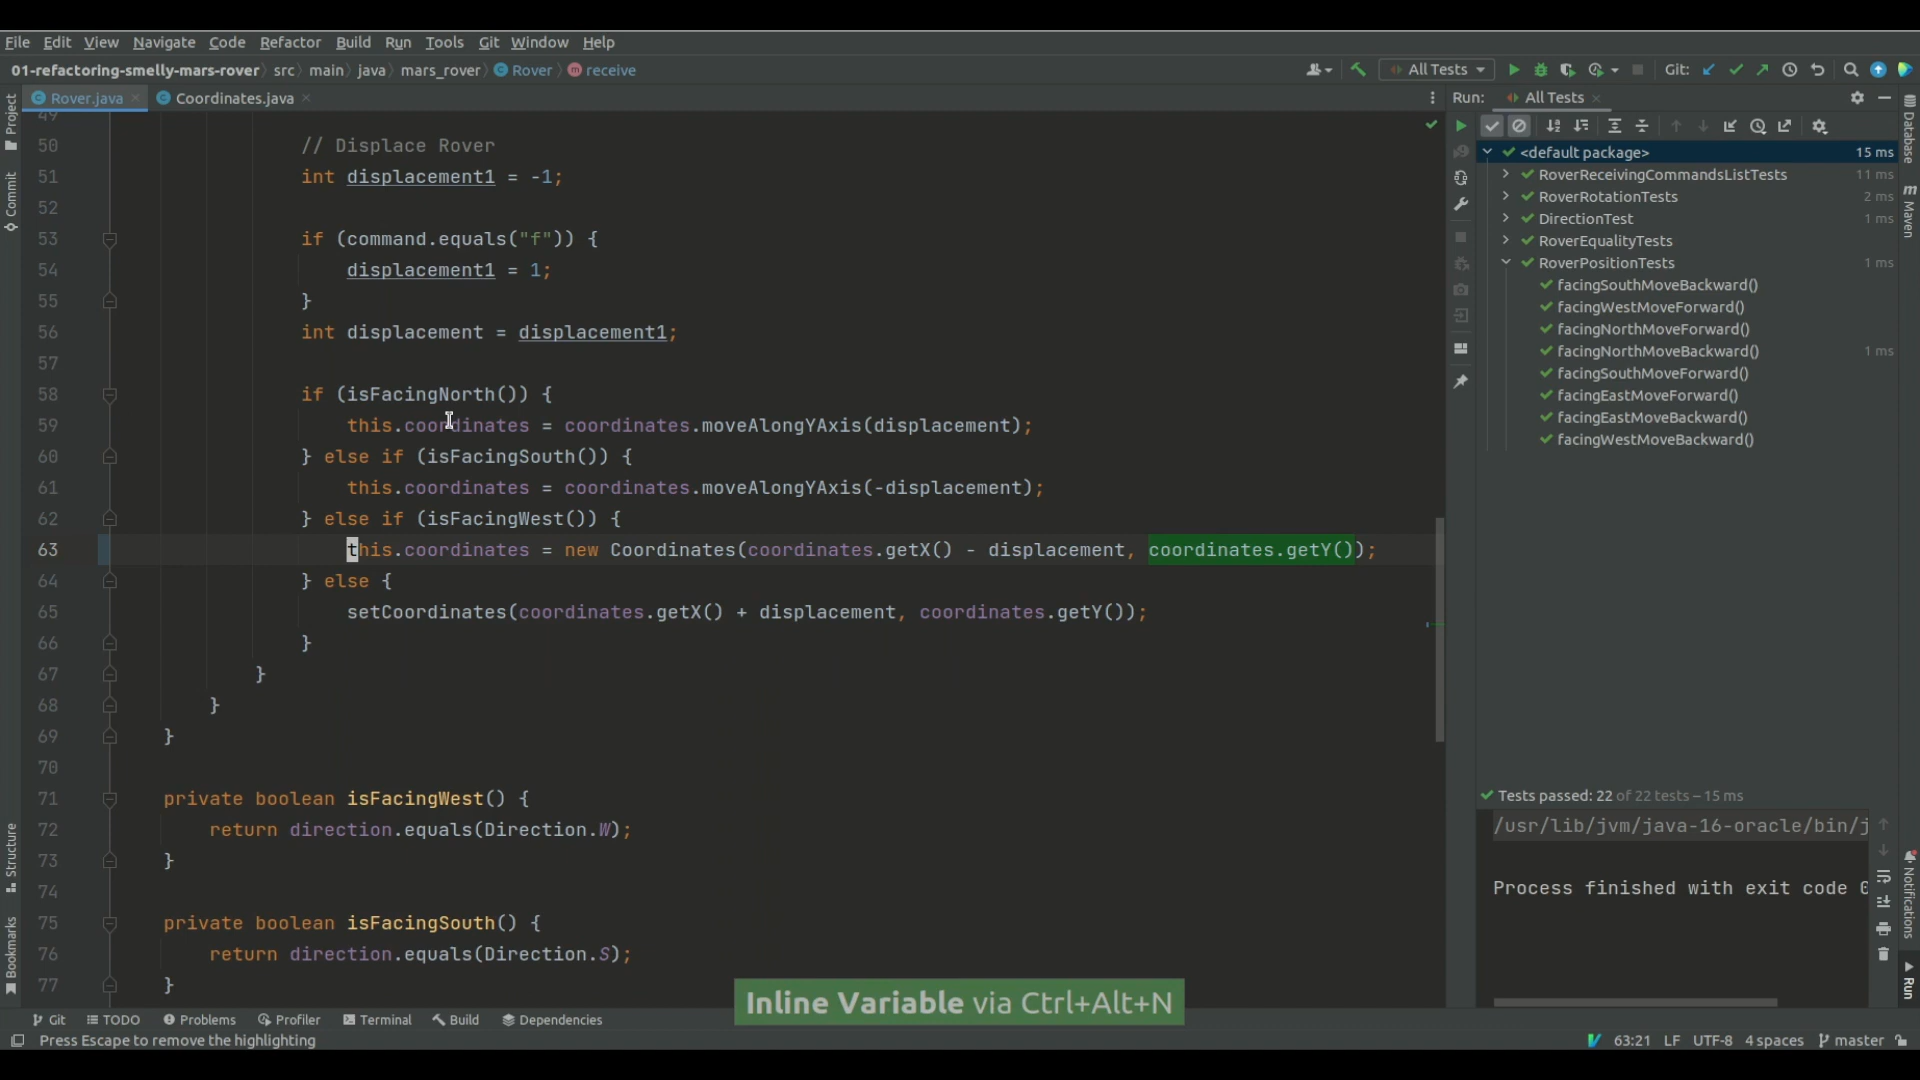 File Edit View Navigate Code Refactor Build Run Tools Git Window Help
01-refactoring-smelly-mars-rover src main java mars_rover Rover receive
All Tests
Git:
Rover.java
Coordinates.java
Run: All Tests
Project
Commit
Structure
Bookmarks
49
50 // Displace Rover
51 int displacement1 = -1;
52
53 if (command.equals("f")) {
54 displacement1 = 1;
55 }
56 int displacement = displacement1;
57
58 if (isFacingNorth()) {
59 this.coordinates = coordinates.moveAlongYAxis(displacement);
60 } else if (isFacingSouth()) {
61 this.coordinates = coordinates.moveAlongYAxis(-displacement);
62 } else if (isFacingWest()) {
63 this.coordinates = new Coordinates(coordinates.getX() - displacement, coordinates.getY());
64 } else {
65 setCoordinates(coordinates.getX() + displacement, coordinates.getY());
66 }
67 }
68 }
69 }
70
71 private boolean isFacingWest() {
72 return direction.equals(Direction.W);
73 }
74
75 private boolean isFacingSouth() {
76 return direction.equals(Direction.S);
77 }
<default package> 15 ms
RoverReceivingCommandsListTests 11 ms
RoverRotationTests 2 ms
DirectionTest 1 ms
RoverEqualityTests
RoverPositionTests 1 ms
facingSouthMoveBackward()
facingWestMoveForward()
facingNorthMoveForward()
facingNorthMoveBackward() 1 ms
facingSouthMoveForward()
facingEastMoveForward()
facingEastMoveBackward()
facingWestMoveBackward()
Tests passed: 22 of 22 tests – 15 ms
/usr/lib/jvm/java-16-oracle/bin/j
Process finished with exit code 0
Database
Maven
Notifications
Run
Inline Variable via Ctrl+Alt+N
Git TODO Problems Profiler Terminal Build Dependencies
Press Escape to remove the highlighting
63:21 LF UTF-8 4 spaces master